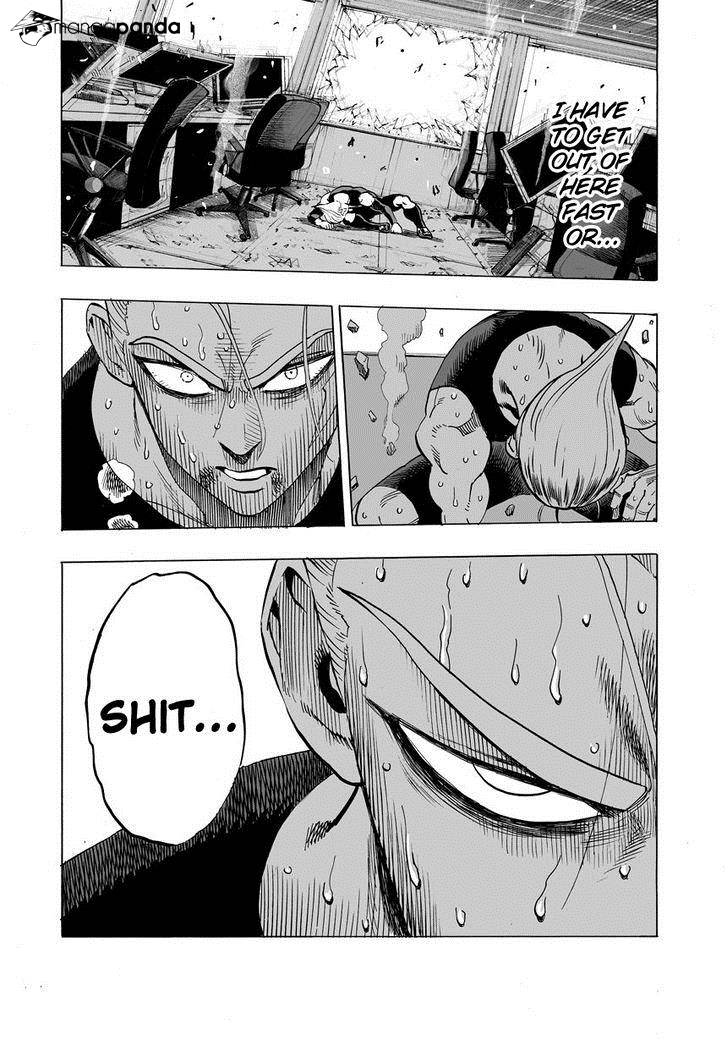 mangapanda
I HAVE
TO GET
OUT, OF
HERE
FAST
OR...
SHIT...